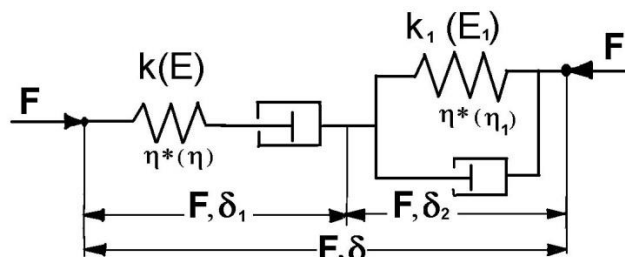 k₁(E₁)
F
k(E)
F
η*(η₁)
η*(η)
F, δ₁
F, δ₂
F, δ